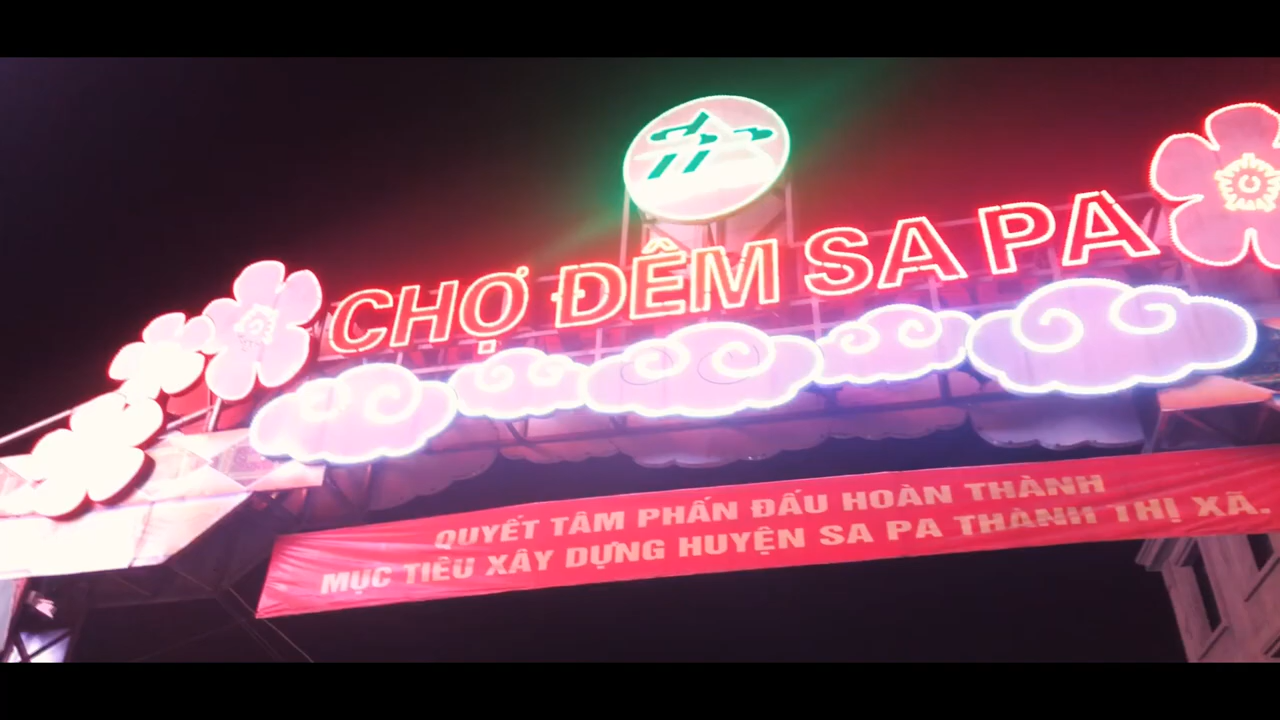 CHỢ ĐÊM SA PA
QUYẾT TÂM PHẤN ĐẤU HOÀN THÀNH
MỤC TIÊU XÂY DỰNG HUYỆN SA PA THÀNH THỊ XÃ.